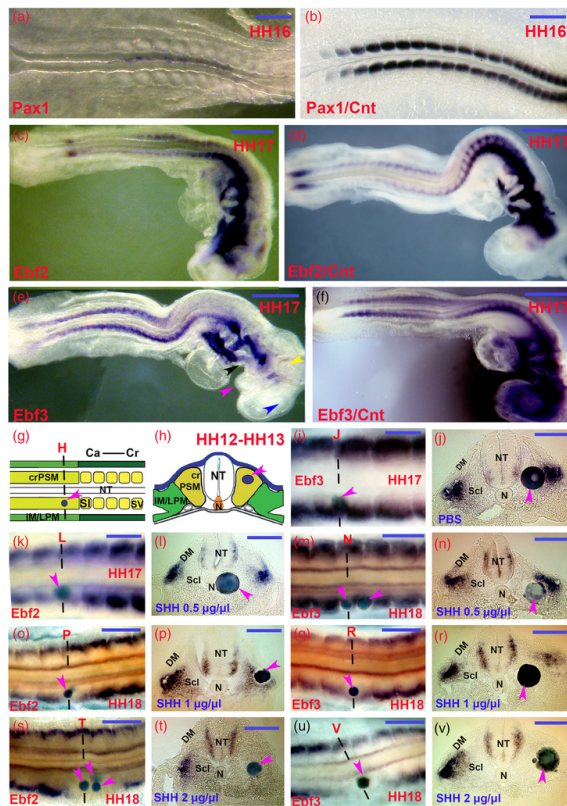 (a) HH16
Pax1
(b) HH16
Pax1/Cnt
(c) HH17
Ebf2
(d) HH17
Ebf2/Cnt
(e) HH17
Ebf3
(f) HH17
Ebf3/Cnt
(g) H Ca Cr
crPSM
NT
SI SV
IM/LPM
(h) HH12-HH13
cr PSM NT
IM/LPM N
(i) J
Ebf3 HH17
(j) DM NT
Scl N
PBS
(k) L HH17
Ebf2
(l) DM NT
Scl N
SHH 0.5 µg/µl
(m) N
Ebf3 HH18
(n) DM NT
Scl N
SHH 0.5 µg/µl
(o) P
Ebf2 HH18
(p) DM NT
Scl N
SHH 1 µg/µl
(q) R
Ebf3 HH18
(r) DM NT
Scl N
SHH 1 µg/µl
(s) T
Ebf2 HH18
(t) DM NT
Scl N
SHH 2 µg/µl
(u) V
Ebf3 HH18
(v) DM NT
Scl N
SHH 2 µg/µl